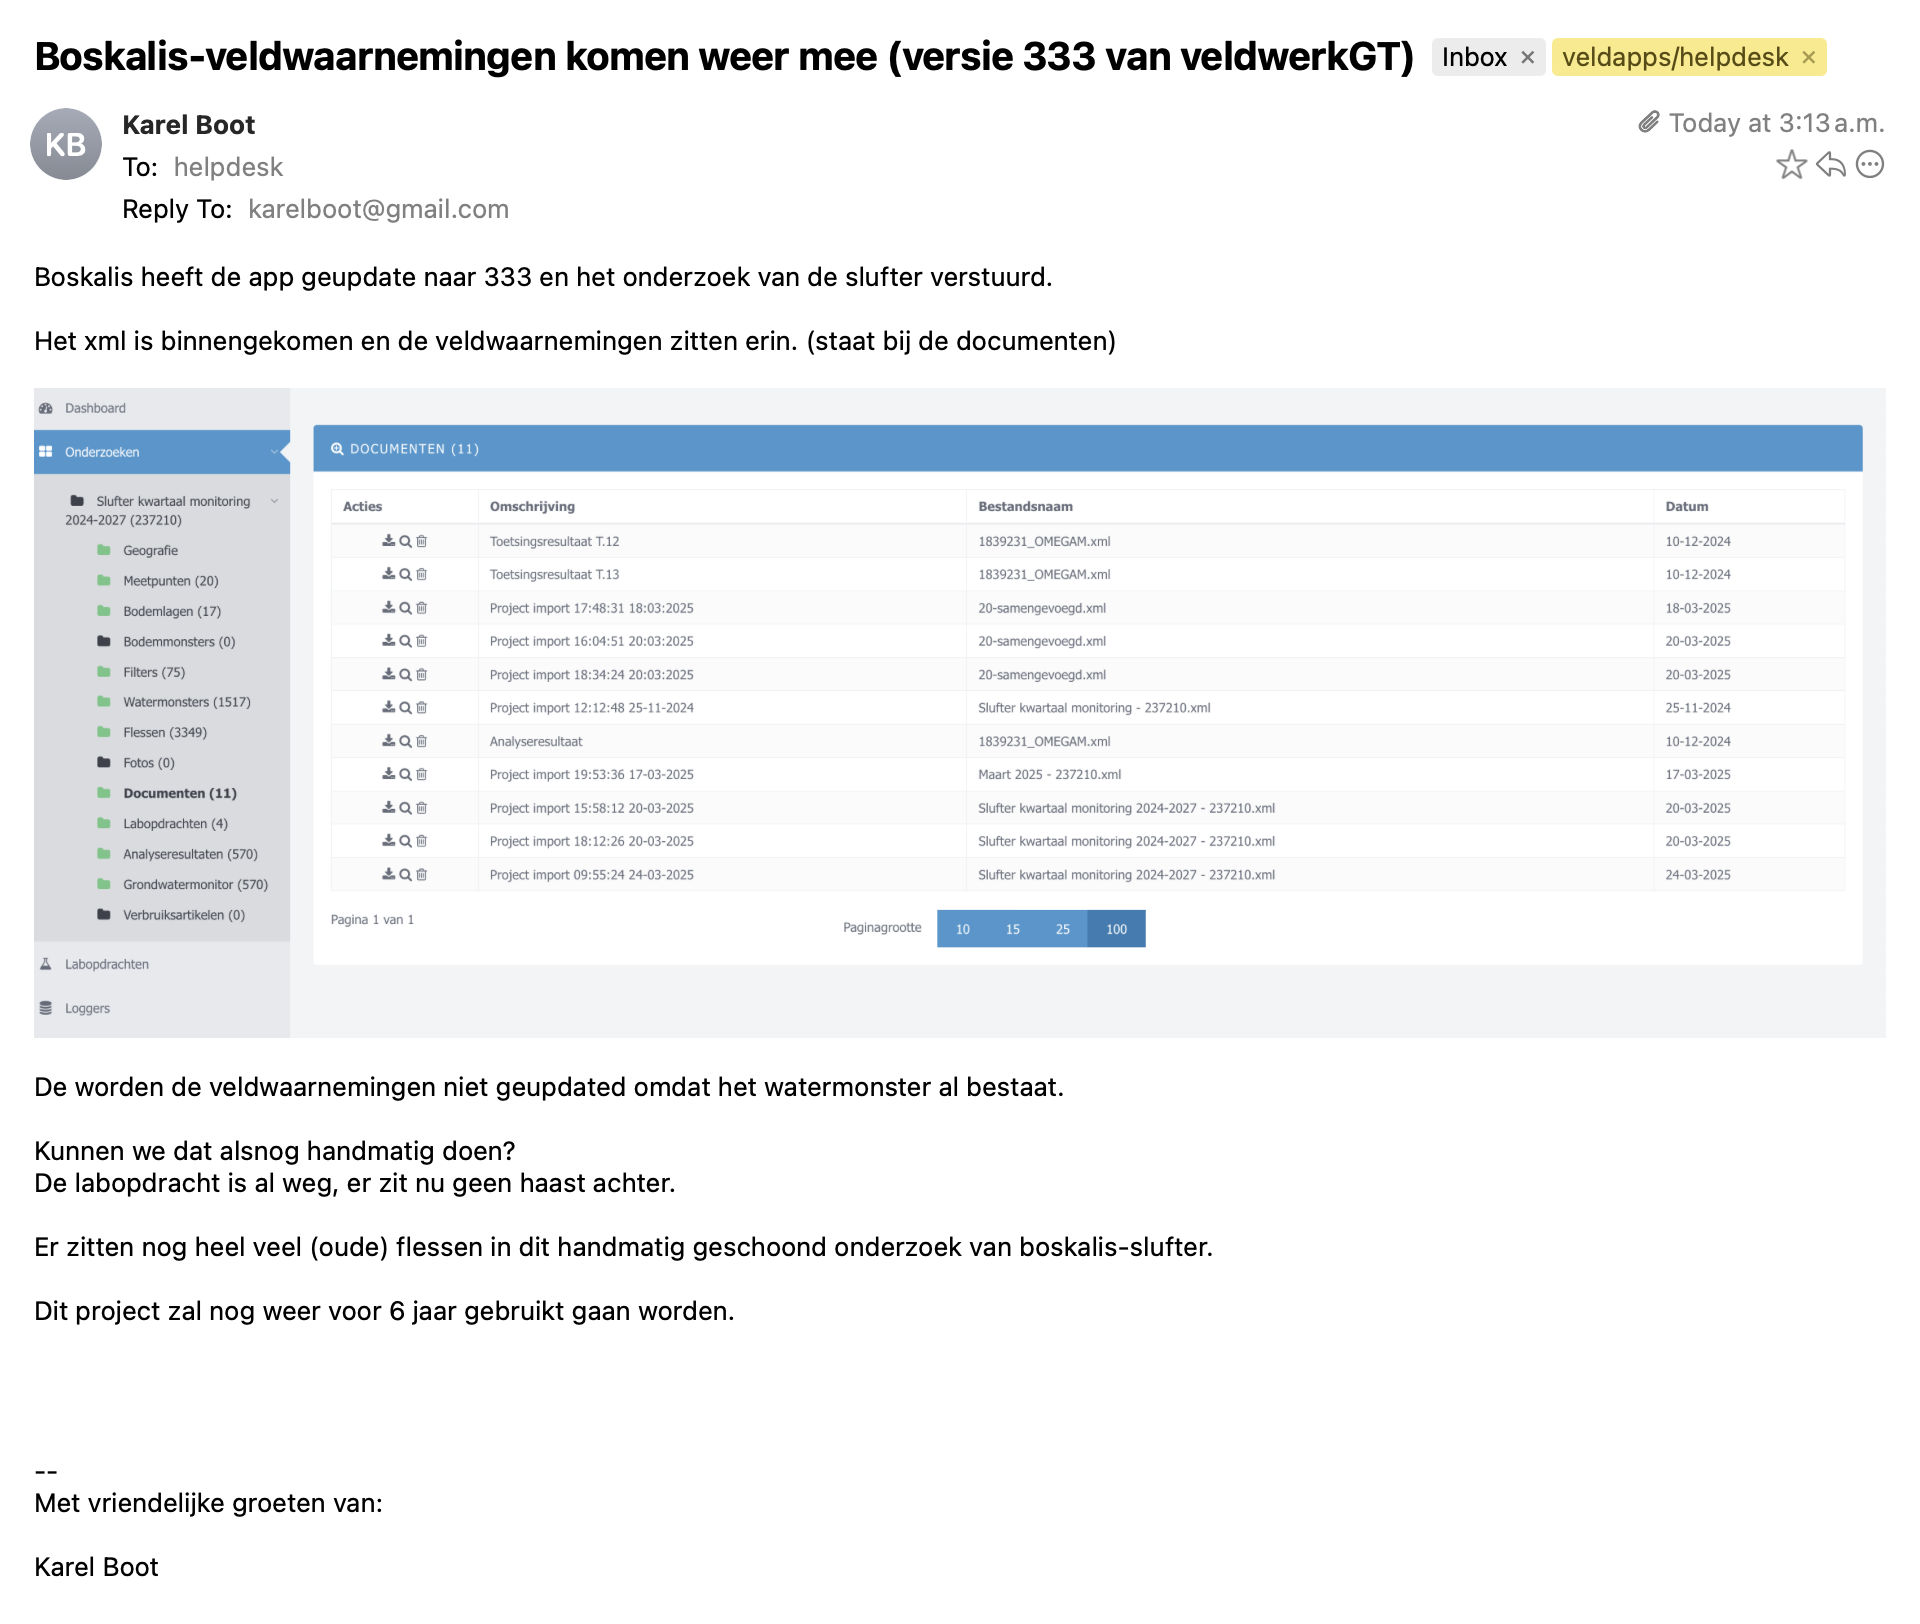 Boskalis-veldwaarnemingen komen weer mee (versie 333 van veldwerkGT) Inbox × veldapps/helpdesk ×
KB
Karel Boot
Today at 3:13 a.m.
To: helpdesk
Reply To: karelboot@gmail.com
Boskalis heeft de app geupdate naar 333 en het onderzoek van de slufter verstuurd.
Het xml is binnengekomen en de veldwaarnemingen zitten erin. (staat bij de documenten)
Dashboard
Onderzoeken
Slufter kwartaal monitoring
2024-2027 (237210)
Geografie
Meetpunten (20)
Bodemlagen (17)
Bodemmonsters (0)
Filters (75)
Watermonsters (1517)
Flessen (3349)
Fotos (0)
Documenten (11)
Labopdrachten (4)
Analyseresultaten (570)
Grondwatermonitor (570)
Verbruiksartikelen (0)
Labopdrachten
Loggers
DOCUMENTEN (11)
Acties Omschrijving Bestandsnaam Datum
Toetsingsresultaat T.12 1839231_OMEGAM.xml 10-12-2024
Toetsingsresultaat T.13 1839231_OMEGAM.xml 10-12-2024
Project import 17:48:31 18:03:2025 20-samengevoegd.xml 18-03-2025
Project import 16:04:51 20:03:2025 20-samengevoegd.xml 20-03-2025
Project import 18:34:24 20:03:2025 20-samengevoegd.xml 20-03-2025
Project import 12:12:48 25-11-2024 Slufter kwartaal monitoring - 237210.xml 25-11-2024
Analyseresultaat 1839231_OMEGAM.xml 10-12-2024
Project import 19:53:36 17-03-2025 Maart 2025 - 237210.xml 17-03-2025
Project import 15:58:12 20-03-2025 Slufter kwartaal monitoring 2024-2027 - 237210.xml 20-03-2025
Project import 18:12:26 20-03-2025 Slufter kwartaal monitoring 2024-2027 - 237210.xml 20-03-2025
Project import 09:55:24 24-03-2025 Slufter kwartaal monitoring 2024-2027 - 237210.xml 24-03-2025
Pagina 1 van 1
Paginagrootte 10 15 25 100
De worden de veldwaarnemingen niet geupdated omdat het watermonster al bestaat.
Kunnen we dat alsnog handmatig doen?
De labopdracht is al weg, er zit nu geen haast achter.
Er zitten nog heel veel (oude) flessen in dit handmatig geschoond onderzoek van boskalis-slufter.
Dit project zal nog weer voor 6 jaar gebruikt gaan worden.
--
Met vriendelijke groeten van:
Karel Boot